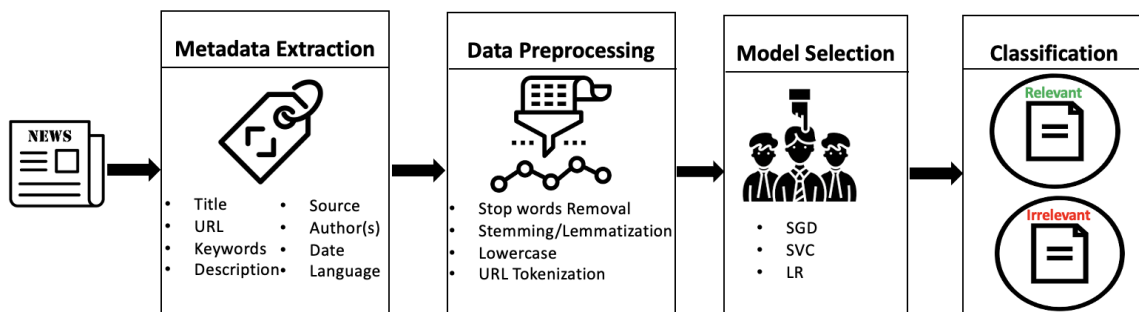 NEWS
Metadata Extraction
Title
URL
Keywords
Description
Source
Author(s)
Date
Language
Data Preprocessing
Stop words Removal
Stemming/Lemmatization
Lowercase
URL Tokenization
Model Selection
SGD
SVC
LR
Classification
Relevant
Irrelevant